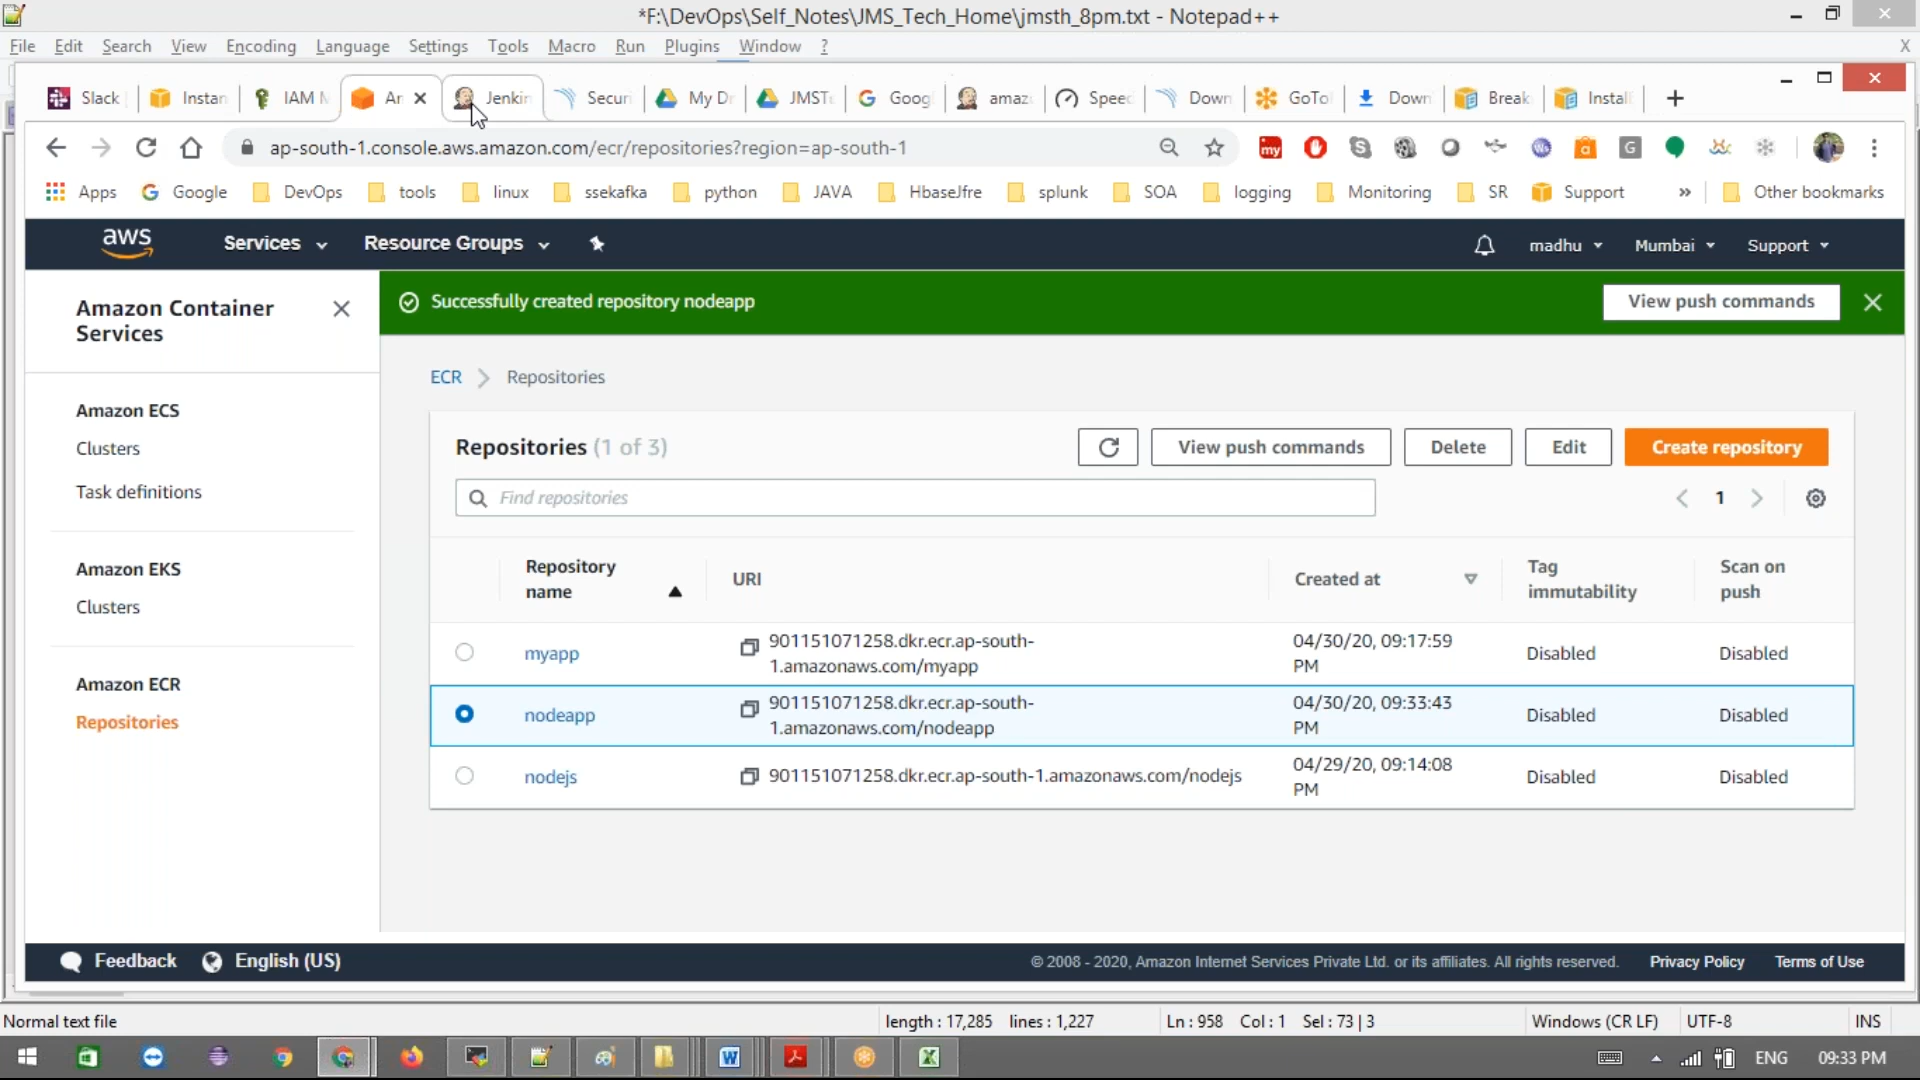 *F:\DevOps\Self_Notes\JMS_Tech_Home\jmsth_8pm.txt - Notepad++
File Edit Search View Encoding Language Settings Tools Macro Run Plugins Window ? X
Slack Instan IAM M An Jenkin Securi My Dr JMSTe Goog amaz Speed Down GoTo Down Break Install
ap-south-1.console.aws.amazon.com/ecr/repositories?region=ap-south-1
Apps Google DevOps tools linux ssekafka python JAVA HbaseJfre splunk SOA logging Monitoring SR Support » Other bookmarks
aws Services Resource Groups madhu Mumbai Support
Amazon Container
Services
Successfully created repository nodeapp View push commands
ECR Repositories
Amazon ECS
Clusters
Task definitions
Amazon EKS
Clusters
Amazon ECR
Repositories
Repositories (1 of 3) View push commands Delete Edit Create repository
Find repositories 1
Repository
name URI Created at Tag
immutability Scan on
push
myapp 901151071258.dkr.ecr.ap-south-
1.amazonaws.com/myapp 04/30/20, 09:17:59
PM Disabled Disabled
nodeapp 901151071258.dkr.ecr.ap-south-
1.amazonaws.com/nodeapp 04/30/20, 09:33:43
PM Disabled Disabled
nodejs 901151071258.dkr.ecr.ap-south-1.amazonaws.com/nodejs 04/29/20, 09:14:08
PM Disabled Disabled
Feedback English (US) © 2008 - 2020, Amazon Internet Services Private Ltd. or its affiliates. All rights reserved. Privacy Policy Terms of Use
Normal text file length : 17,285 lines : 1,227 Ln : 958 Col : 1 Sel : 73 | 3 Windows (CR LF) UTF-8 INS
ENG 09:33 PM